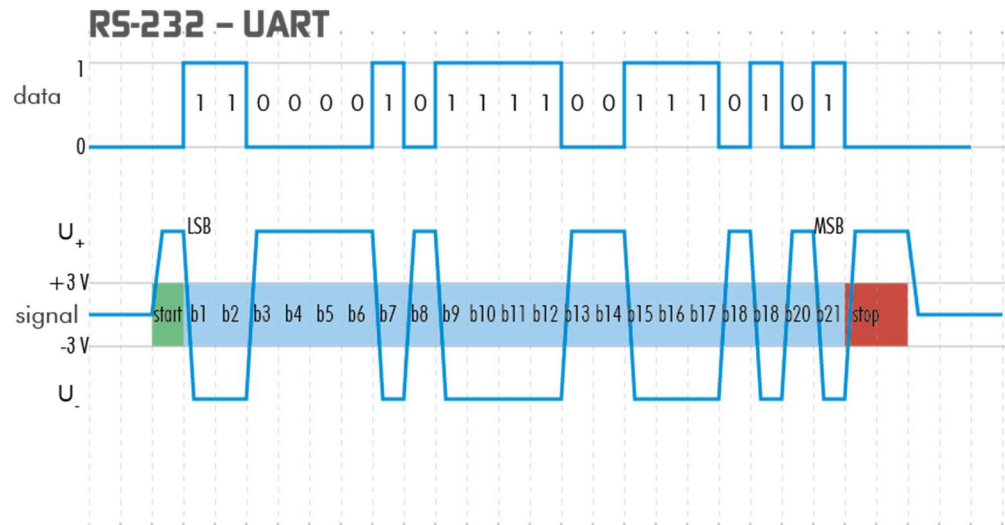 RS-232 – UART
1
data
1 1 0 0 0 0 1 0 1 1 1 1 0 0 1 1 1 0 1 0 1
0
U+
LSB
MSB
+3 V
signal
start b1 b2 b3 b4 b5 b6 b7 b8 b9 b10 b11 b12 b13 b14 b15 b16 b17 b18 b18 b20 b21 stop
-3 V
U-